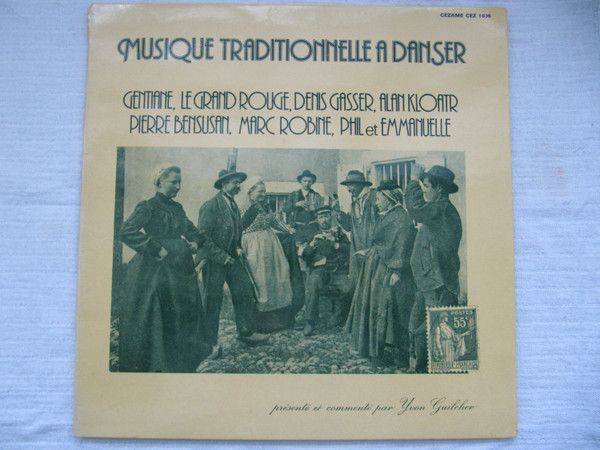 CEZAME CEZ 1038
MUSIQUE TRADITIONNELLE A DANSER
GENTIANE, LE GRAND ROUGE, DENIS GASSER, ALAN KLOATR
PIERRE BENSUSAN, MARC ROBINE, PHIL et EMMANUELLE
POSTES
55c
présenté et commenté par Yvon Guilcher